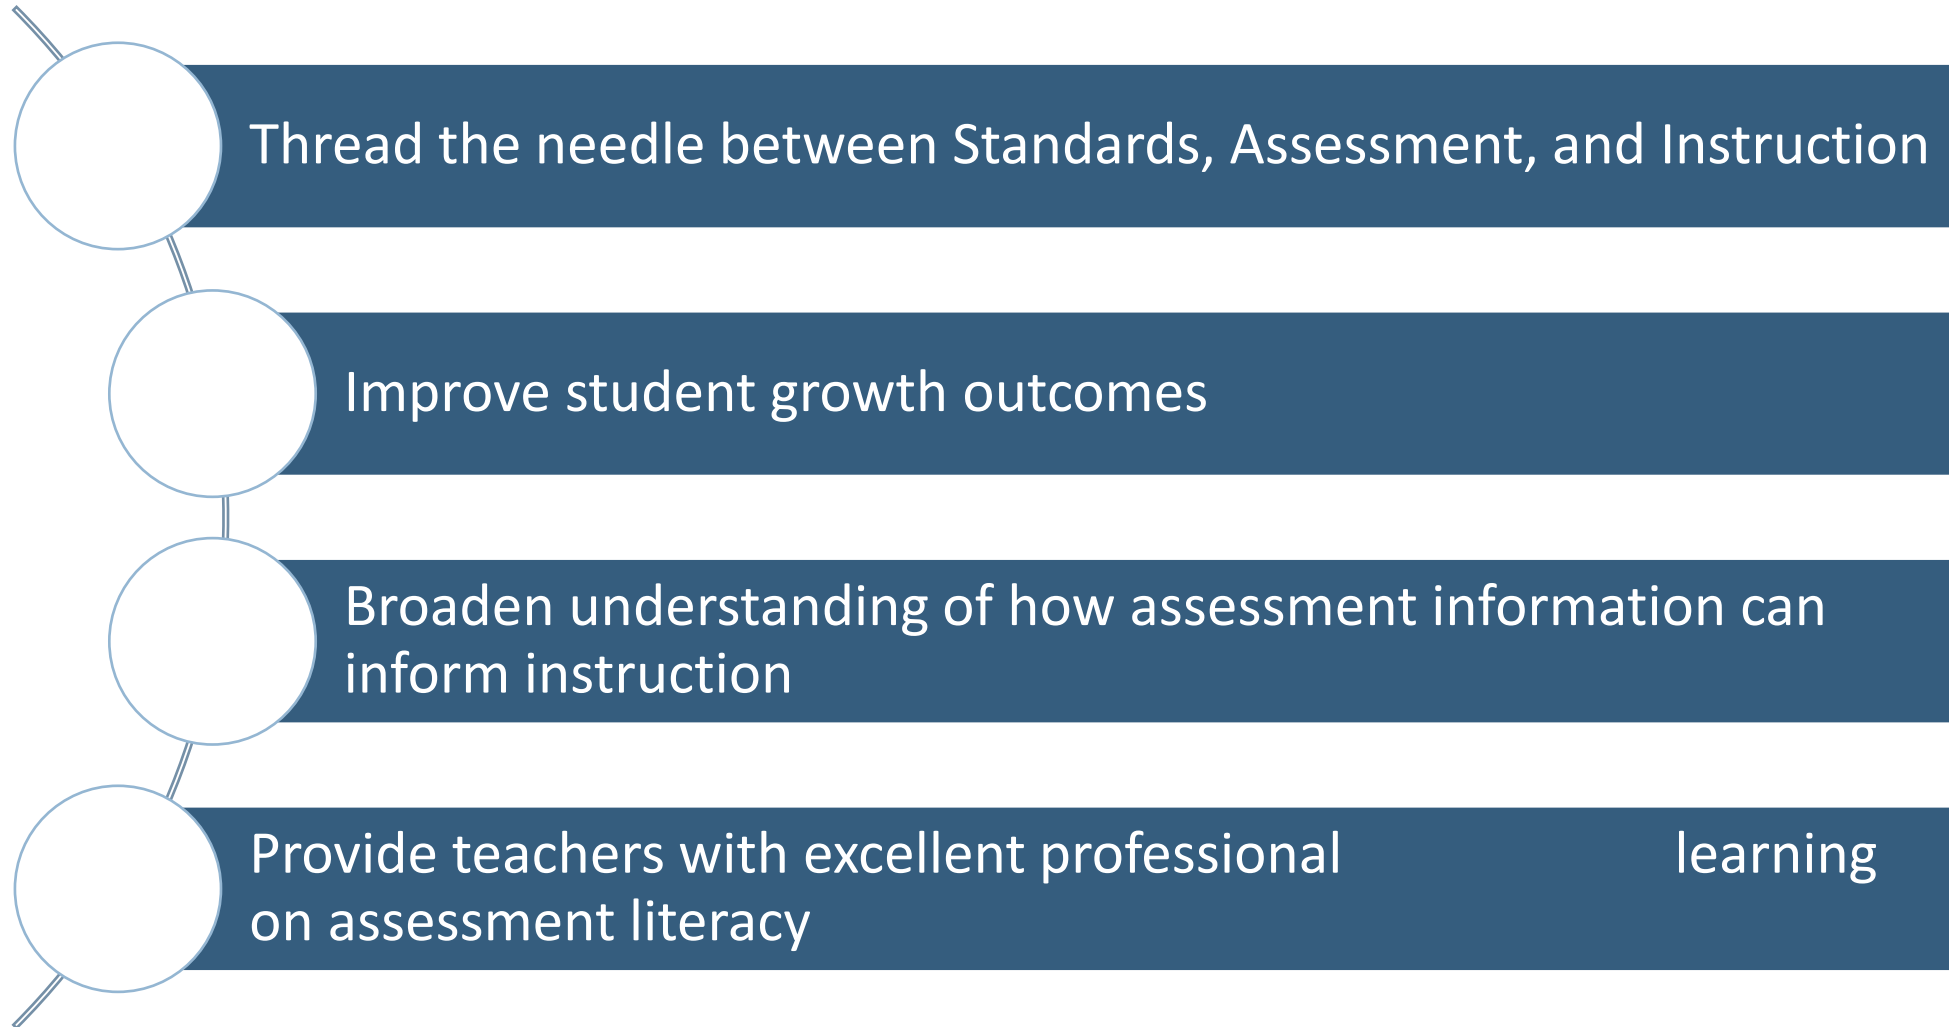 Thread the needle between Standards, Assessment, and Instruction
Improve student growth outcomes
Broaden understanding of how assessment information can
inform instruction
Provide teachers with excellent professional learning
on assessment literacy